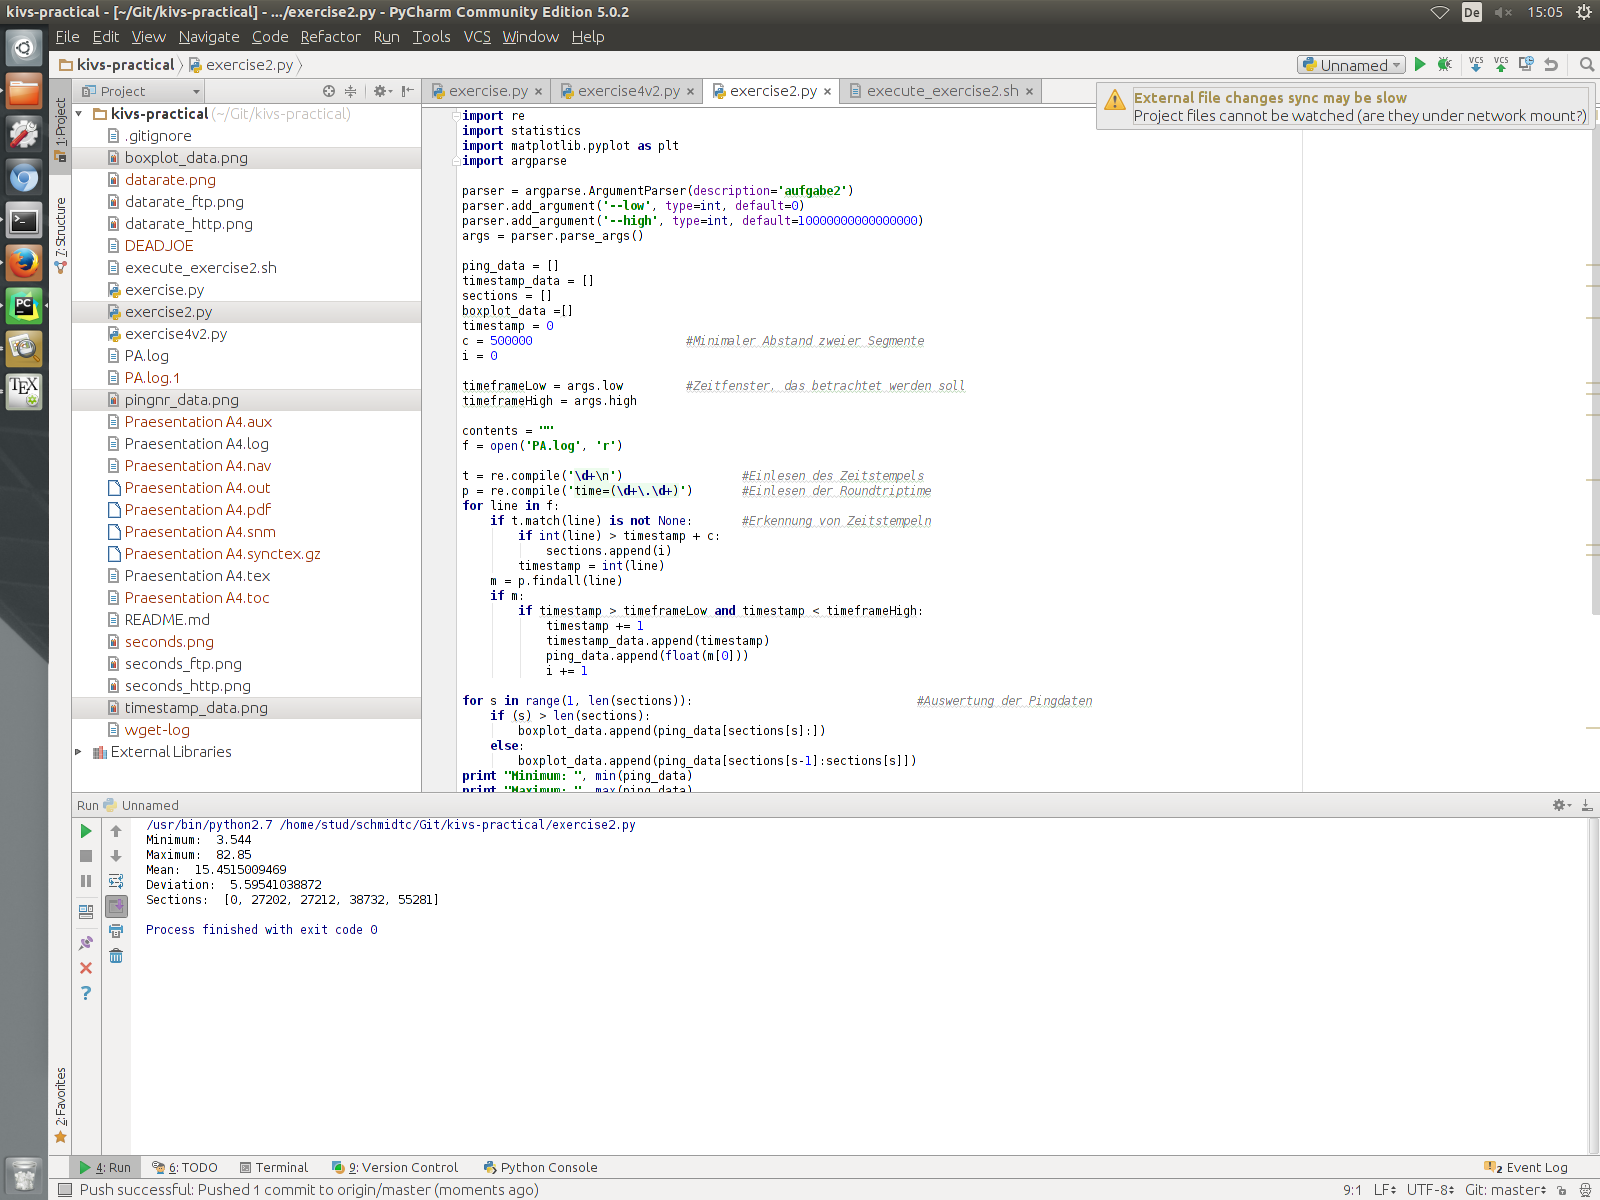 kivs-practical - [~/Git/kivs-practical] - .../exercise2.py - PyCharm Community Edition 5.0.2
De
15:05
File Edit View Navigate Code Refactor Run Tools VCS Window Help
kivs-practical
exercise2.py
Unnamed
VCS
VCS
Project
exercise.py
exercise4v2.py
exercise2.py
execute_exercise2.sh
External file changes sync may be slow
Project files cannot be watched (are they under network mount?)
1: Project
7: Structure
2: Favorites
kivs-practical (~/Git/kivs-practical)
.gitignore
boxplot_data.png
datarate.png
datarate_ftp.png
datarate_http.png
DEADJOE
execute_exercise2.sh
exercise.py
exercise2.py
exercise4v2.py
PA.log
PA.log.1
pingnr_data.png
Praesentation A4.aux
Praesentation A4.log
Praesentation A4.nav
Praesentation A4.out
Praesentation A4.pdf
Praesentation A4.snm
Praesentation A4.synctex.gz
Praesentation A4.tex
Praesentation A4.toc
README.md
seconds.png
seconds_ftp.png
seconds_http.png
timestamp_data.png
wget-log
External Libraries
PC
TEX
import re
import statistics
import matplotlib.pyplot as plt
import argparse
parser = argparse.ArgumentParser(description='aufgabe2')
parser.add_argument('--low', type=int, default=0)
parser.add_argument('--high', type=int, default=10000000000000000)
args = parser.parse_args()
ping_data = []
timestamp_data = []
sections = []
boxplot_data =[]
timestamp = 0
c = 500000 #Minimaler Abstand zweier Segmente
i = 0
timeframeLow = args.low #Zeitfenster, das betrachtet werden soll
timeframeHigh = args.high
contents = ""
f = open('PA.log', 'r')
t = re.compile('\d+\n') #Einlesen des Zeitstempels
p = re.compile('time=(\d+\.\d+)') #Einlesen der Roundtriptime
for line in f:
if t.match(line) is not None: #Erkennung von Zeitstempeln
if int(line) > timestamp + c:
sections.append(i)
timestamp = int(line)
m = p.findall(line)
if m:
if timestamp > timeframeLow and timestamp < timeframeHigh:
timestamp += 1
timestamp_data.append(timestamp)
ping_data.append(float(m[0]))
i += 1
for s in range(1, len(sections)): #Auswertung der Pingdaten
if (s) > len(sections):
boxplot_data.append(ping_data[sections[s]:])
else:
boxplot_data.append(ping_data[sections[s-1]:sections[s]])
print "Minimum: ", min(ping_data)
print "Maximum: ", max(ping_data)
Run Unnamed
/usr/bin/python2.7 /home/stud/schmidtc/Git/kivs-practical/exercise2.py
Minimum:  3.544
Maximum:  82.85
Mean:  15.4515009469
Deviation:  5.59541038872
Sections:  [0, 27202, 27212, 38732, 55281]
Process finished with exit code 0
4: Run
6: TODO
Terminal
9: Version Control
Python Console
2 Event Log
Push successful: Pushed 1 commit to origin/master (moments ago)
9:1 LF UTF-8 Git: master